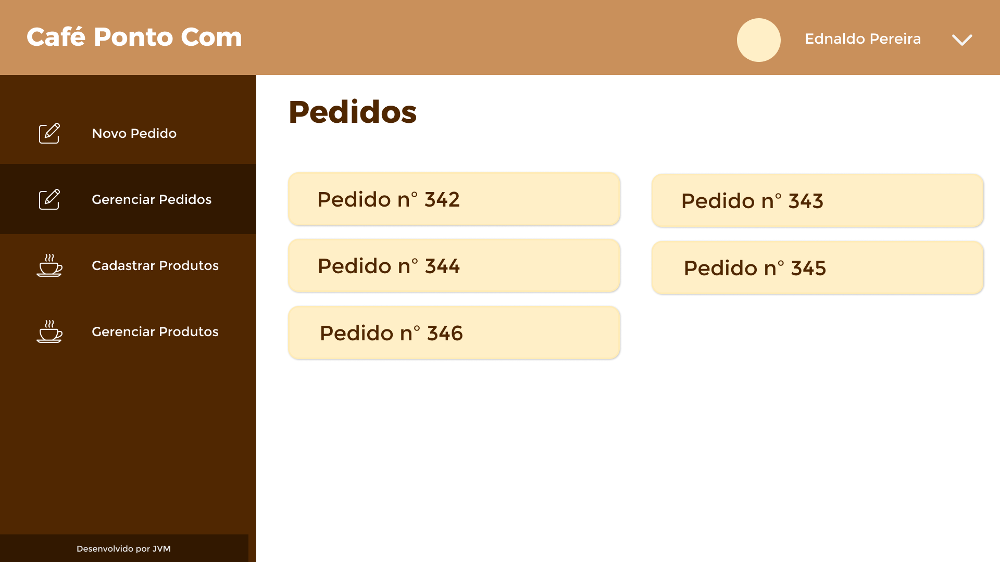 Café Ponto Com
Ednaldo Pereira
Novo Pedido
Gerenciar Pedidos
Cadastrar Produtos
Gerenciar Produtos
Desenvolvido por JVM
Pedidos
Pedido n° 342
Pedido n° 343
Pedido n° 344
Pedido n° 345
Pedido n° 346